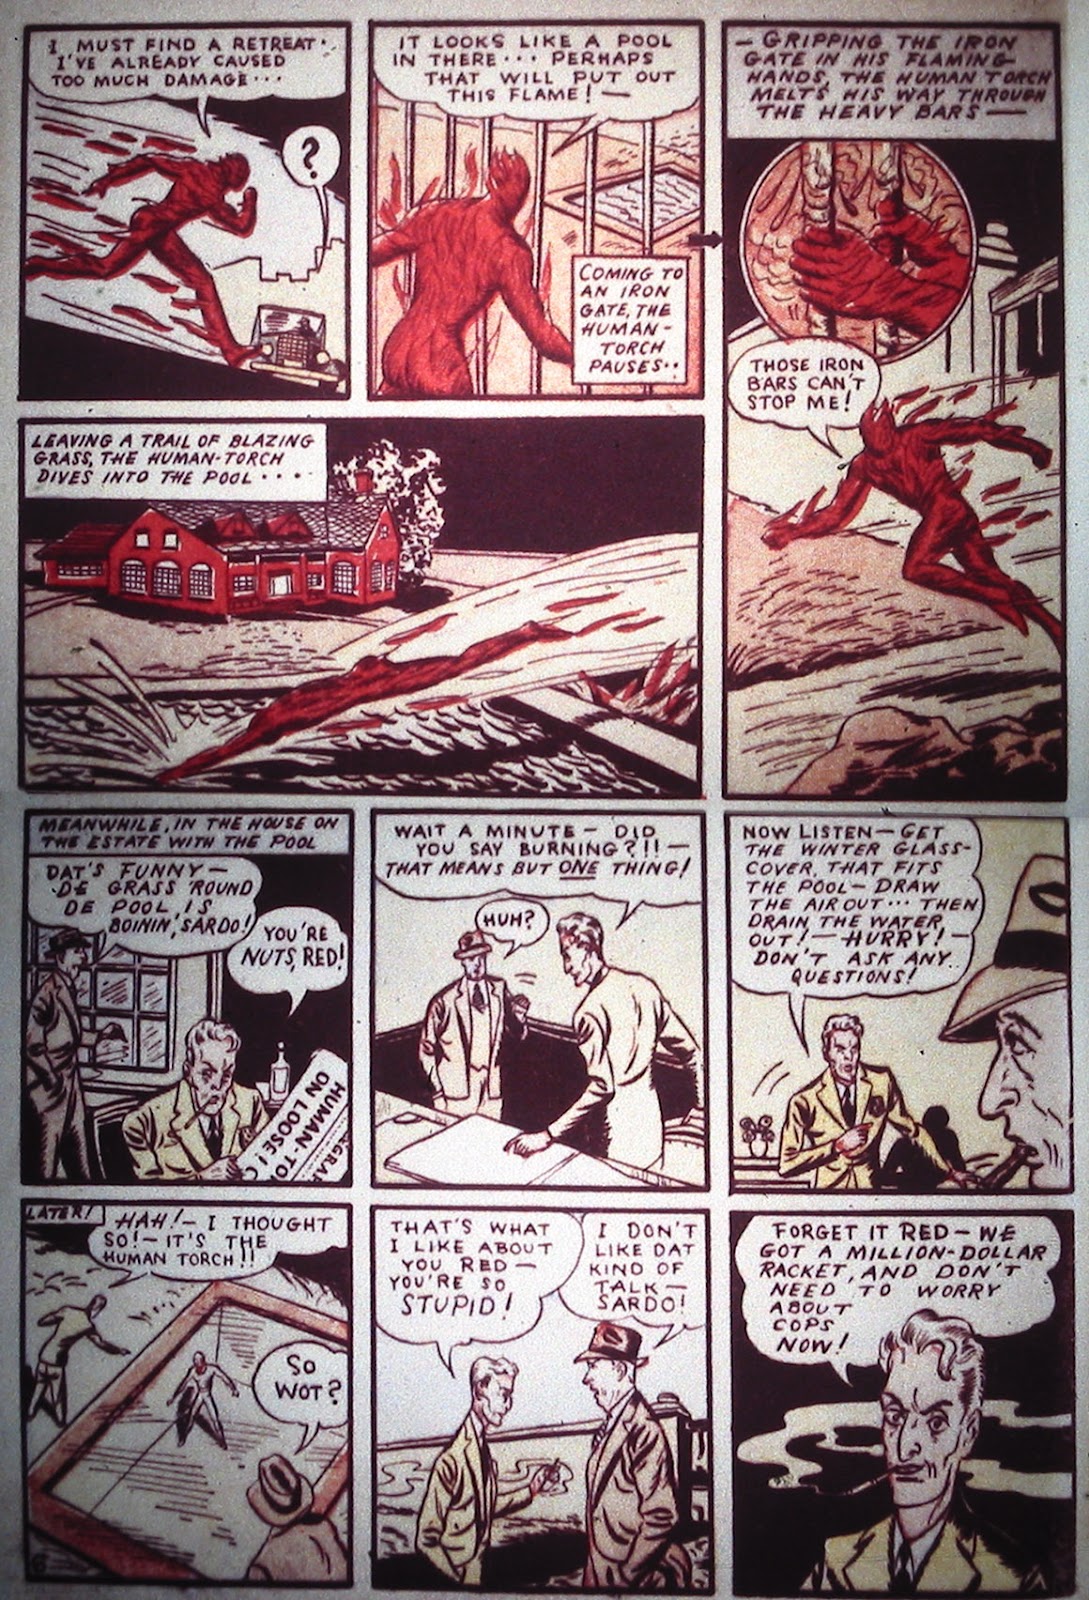 I MUST FIND A RETREAT.
I'VE ALREADY CAUSED
TOO MUCH DAMAGE...
?
IT LOOKS LIKE A POOL
IN THERE... PERHAPS
THAT WILL PUT OUT
THIS FLAME! —
COMING TO
AN IRON
GATE, THE
HUMAN-
TORCH
PAUSES..
— GRIPPING THE IRON
GATE IN HIS FLAMING
HANDS, THE HUMAN TORCH
MELTS HIS WAY THROUGH
THE HEAVY BARS —
THOSE IRON
BARS CAN'T
STOP ME!
LEAVING A TRAIL OF BLAZING
GRASS, THE HUMAN-TORCH
DIVES INTO THE POOL....
MEANWHILE, IN THE HOUSE ON
THE ESTATE WITH THE POOL
DAT'S FUNNY —
DE GRASS 'ROUND
DE POOL IS
BOININ', SARDO!
YOU'RE
NUTS, RED!
HUMAN-TO
ON LOOSE!
WAIT A MINUTE — DID
YOU SAY BURNING?!! —
THAT MEANS BUT ONE THING!
HUH?
NOW LISTEN — GET
THE WINTER GLASS-
COVER, THAT FITS
THE POOL — DRAW
THE AIR OUT... THEN
DRAIN THE WATER
OUT! — HURRY! —
DON'T ASK ANY
QUESTIONS!
LATER!
HAH! — I THOUGHT
SO! — IT'S THE
HUMAN TORCH!!
SO
WOT?
6
THAT'S WHAT
I LIKE ABOUT
YOU RED —
YOU'RE SO
STUPID!
I DON'T
LIKE DAT
KIND OF
TALK —
SARDO!
FORGET IT RED — WE
GOT A MILLION-DOLLAR
RACKET, AND DON'T
NEED TO WORRY
ABOUT
COPS
NOW!